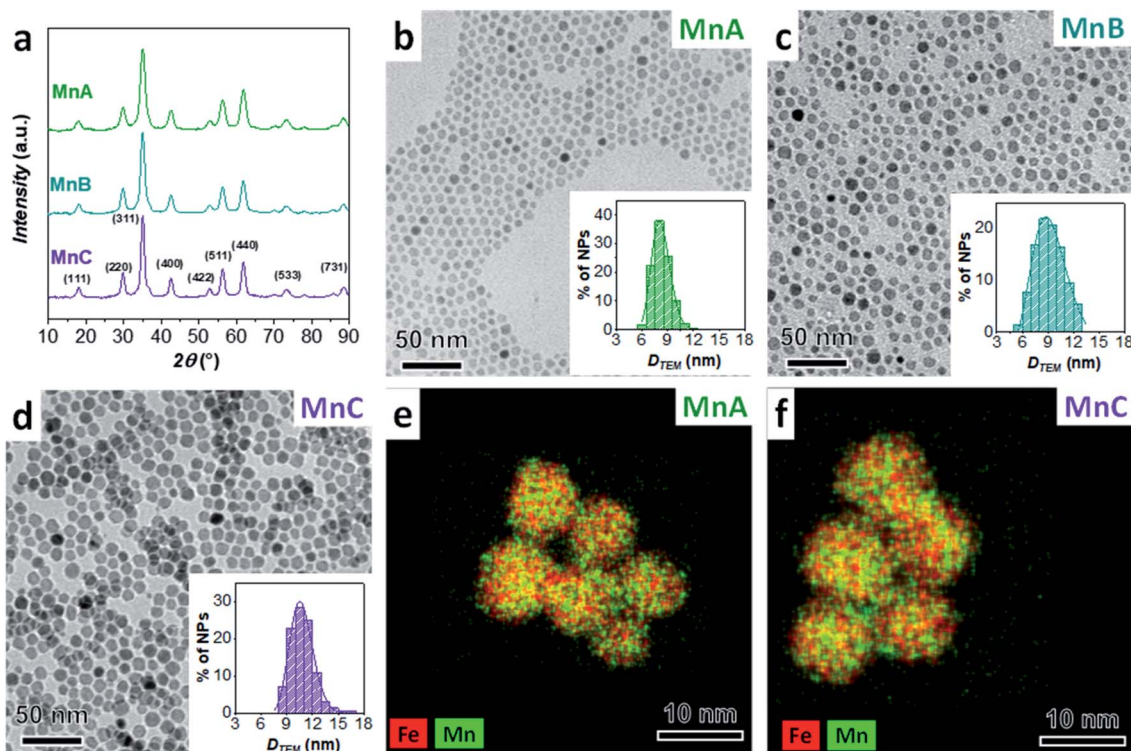 a
Intensity (a.u.)
MnA
MnB
MnC
(111)
(220)
(311)
(400)
(422)
(511)
(440)
(533)
(731)
10 20 30 40 50 60 70 80 90
2θ (°)
b
MnA
50 nm
% of NPs
40
30
20
10
0
3 6 9 12 15 18
D_TEM (nm)
c
MnB
50 nm
% of NPs
20
10
0
3 6 9 12 15 18
D_TEM (nm)
d
MnC
50 nm
% of NPs
30
20
10
0
3 6 9 12 15 18
D_TEM (nm)
e
MnA
Fe Mn
10 nm
f
MnC
Fe Mn
10 nm